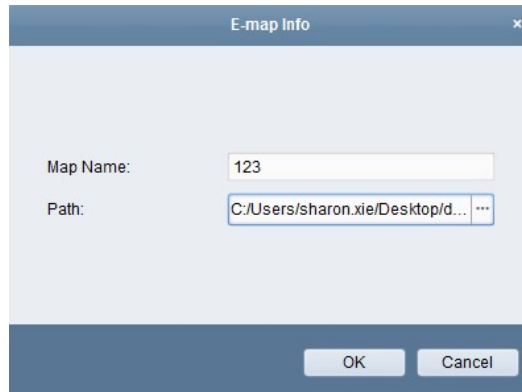 E-map Info ×
Map Name: 123
Path: C:/Users/sharon.xie/Desktop/d... ...
OK Cancel